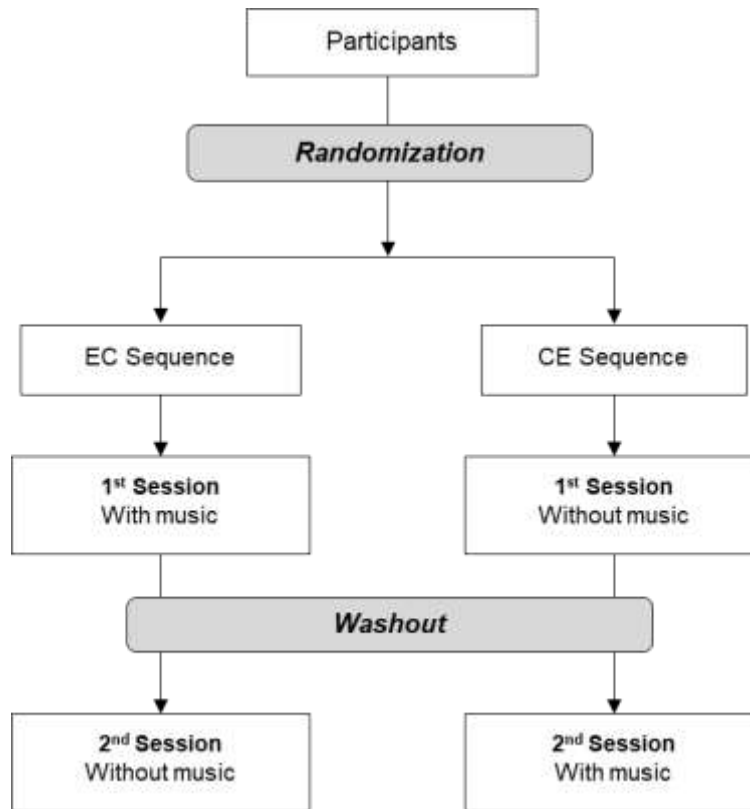 Participants
Randomization
EC Sequence
CE Sequence
1st Session
With music
1st Session
Without music
Washout
2nd Session
Without music
2nd Session
With music